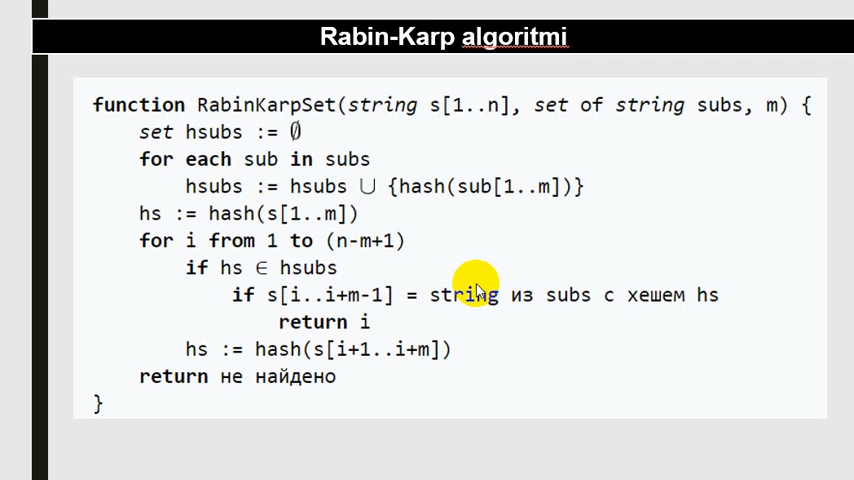 Rabin-Karp algoritmi
function RabinKarpSet(string s[1..n], set of string subs, m) {
set hsubs := ∅
for each sub in subs
hsubs := hsubs ∪ {hash(sub[1..m])}
hs := hash(s[1..m])
for i from 1 to (n-m+1)
if hs ∈ hsubs
if s[i..i+m-1] = string из subs с хешем hs
return i
hs := hash(s[i+1..i+m])
return не найдено
}